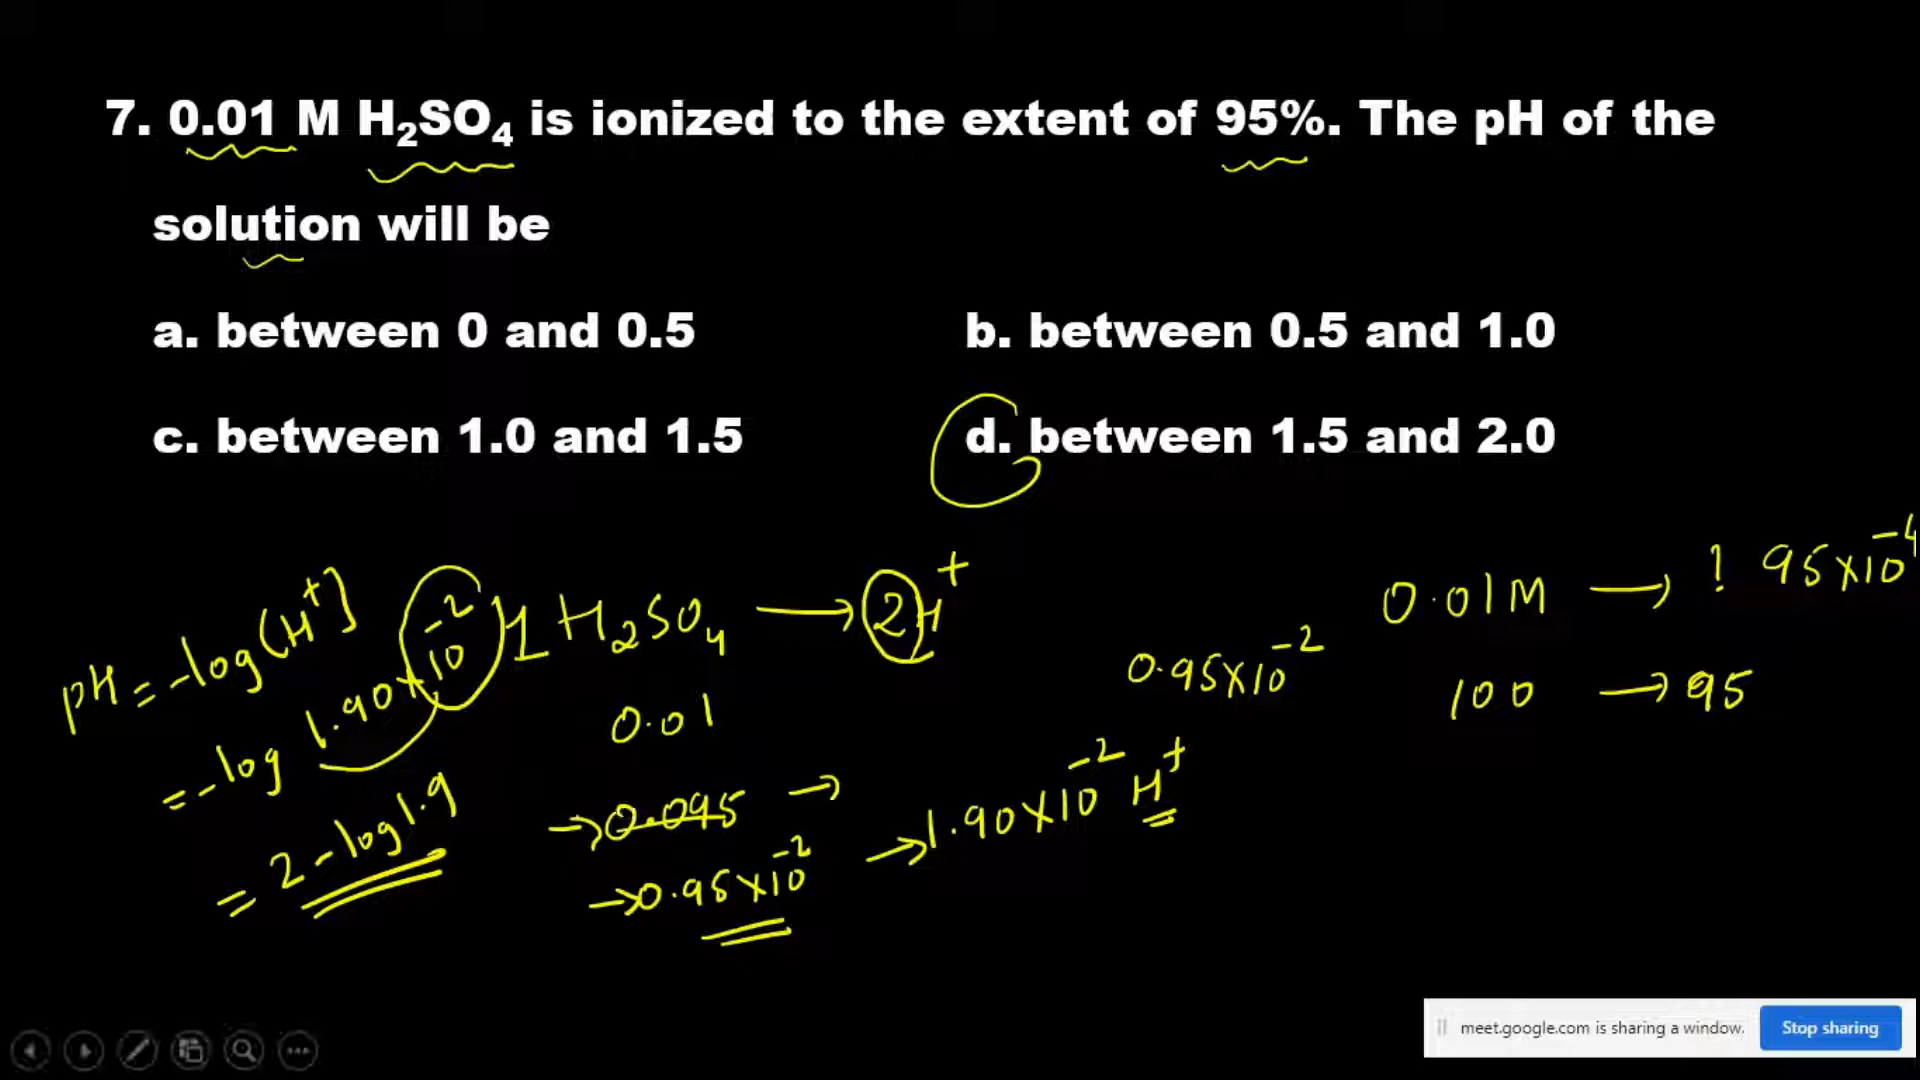 7. 0.01 M H₂SO₄ is ionized to the extent of 95%. The pH of the
solution will be
a. between 0 and 0.5
b. between 0.5 and 1.0
c. between 1.0 and 1.5
d. between 1.5 and 2.0
pH = -log(H⁺]
= -log 1.90×10⁻²
= 2 - log 1.9
1 H₂SO₄ → 2H⁺
0.01
→ 0.095 →
→ 0.95×10⁻² → 1.90×10⁻² H⁺
0.95×10⁻²
0.01M → ! 95×10⁻⁴
100 → 95
meet.google.com is sharing a window.
Stop sharing